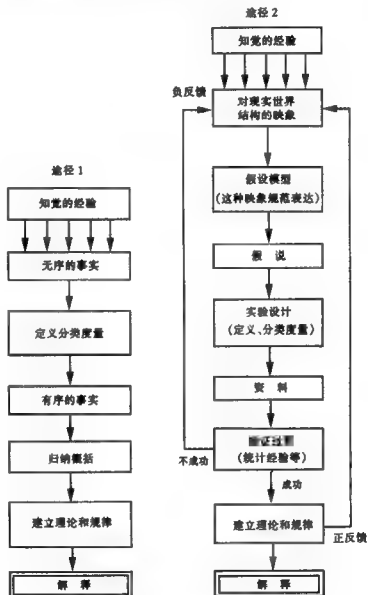 途径 1
知觉的经验
无序的事实
定义分类度量
有序的事实
归纳概括
建立理论和规律
解释
途径 2
知觉的经验
负反馈
对现实世界
结构的映象
假设模型
(这种映象规范表达)
假说
实验设计
(定义、分类度量)
资料
(统计经验等)
不成功
成功
建立理论和规律
正反馈
解释